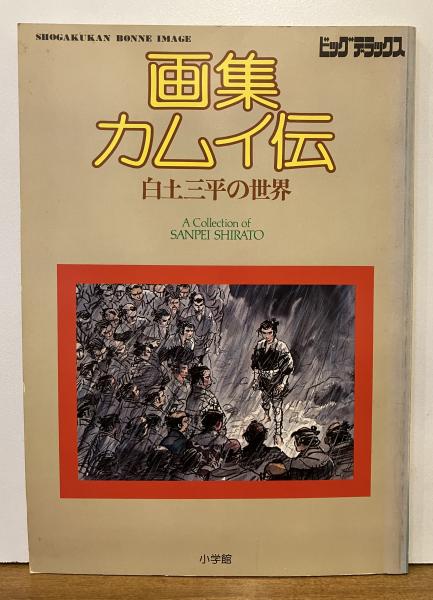 SHOGAKUKAN BONNE IMAGE
ビッグデラックス
画集
カムイ伝
白土三平の世界
A Collection of
SANPEI SHIRATO
小学館